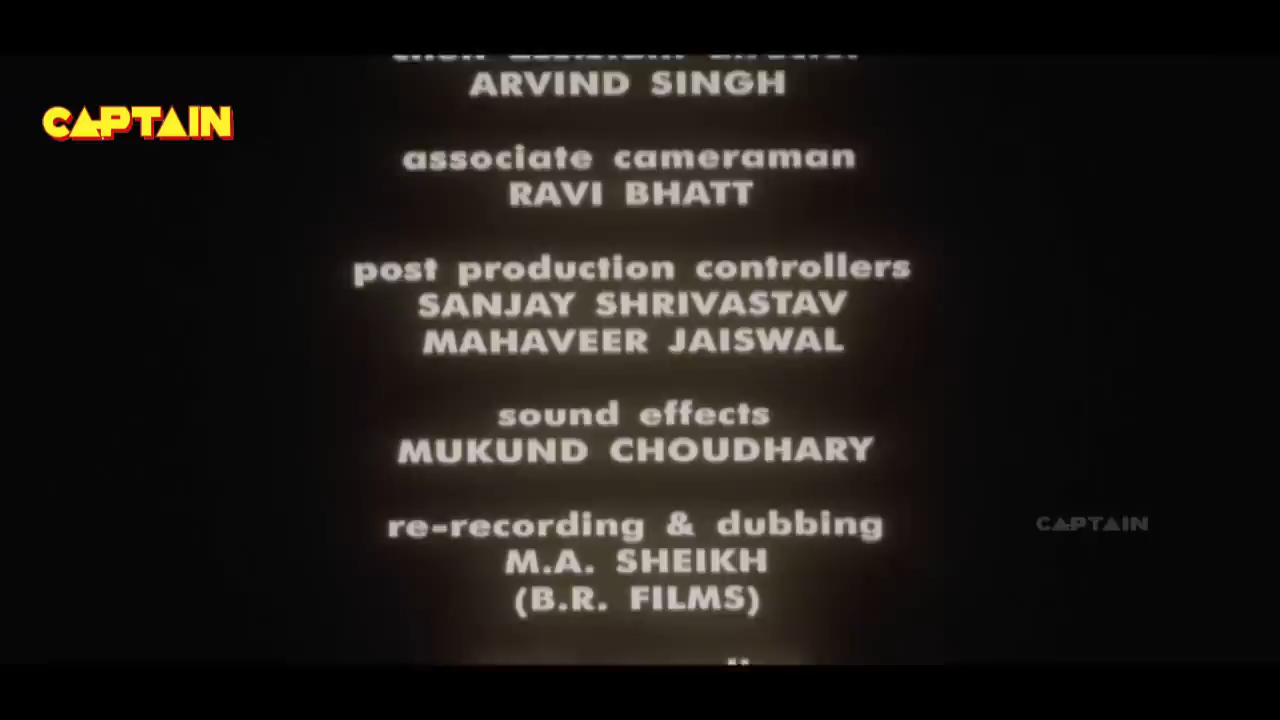 ARVIND SINGH
CAPTAIN
associate cameraman
RAVI BHATT
post production controllers
SANJAY SHRIVASTAV
MAHAVEER JAISWAL
sound effects
MUKUND CHOUDHARY
re-recording & dubbing
CAPTAIN
M.A. SHEIKH
(B.R. FILMS)